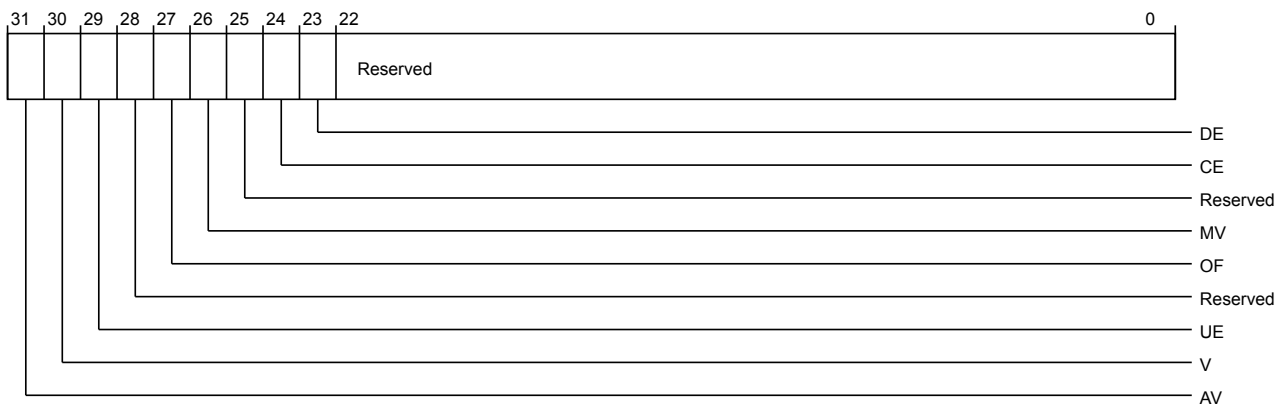 31 30 29 28 27 26 25 24 23 22 0
Reserved
DE
CE
Reserved
MV
OF
Reserved
UE
V
AV